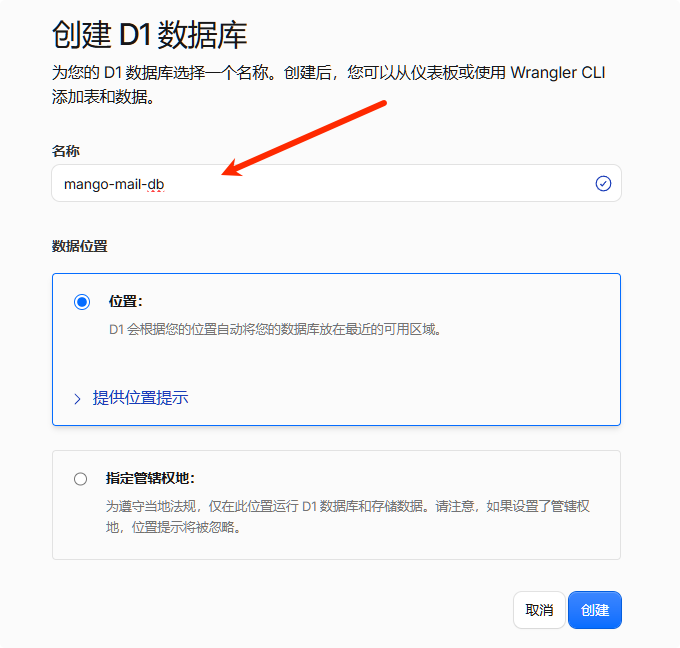 创建 D1 数据库
为您的 D1 数据库选择一个名称。创建后，您可以从仪表板或使用 Wrangler CLI
添加表和数据。
名称
mango-mail-db
数据位置
位置：
D1 会根据您的位置自动将您的数据库放在最近的可用区域。
提供位置提示
指定管辖权地：
为遵守当地法规，仅在此位置运行 D1 数据库和存储数据。请注意，如果设置了管辖权
地，位置提示将被忽略。
取消
创建